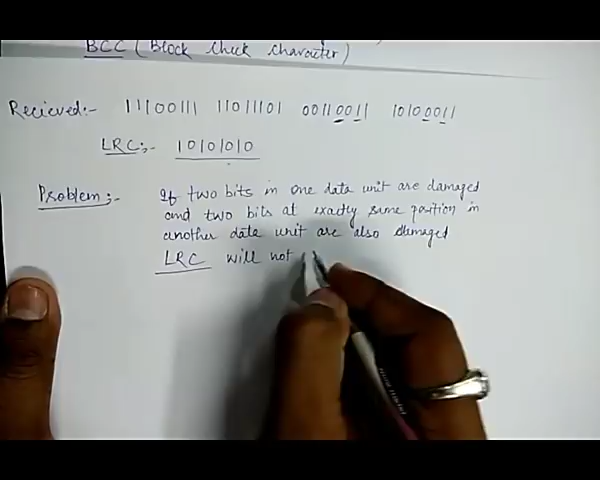 BCC (Block Check Character)
Recieved:- 11100111 11011101 00110011 10100011
LRC:- 10101010
Problem:- If two bits in one data unit are damaged
and two bits at exactly same position in
another data unit are also damaged
LRC will not